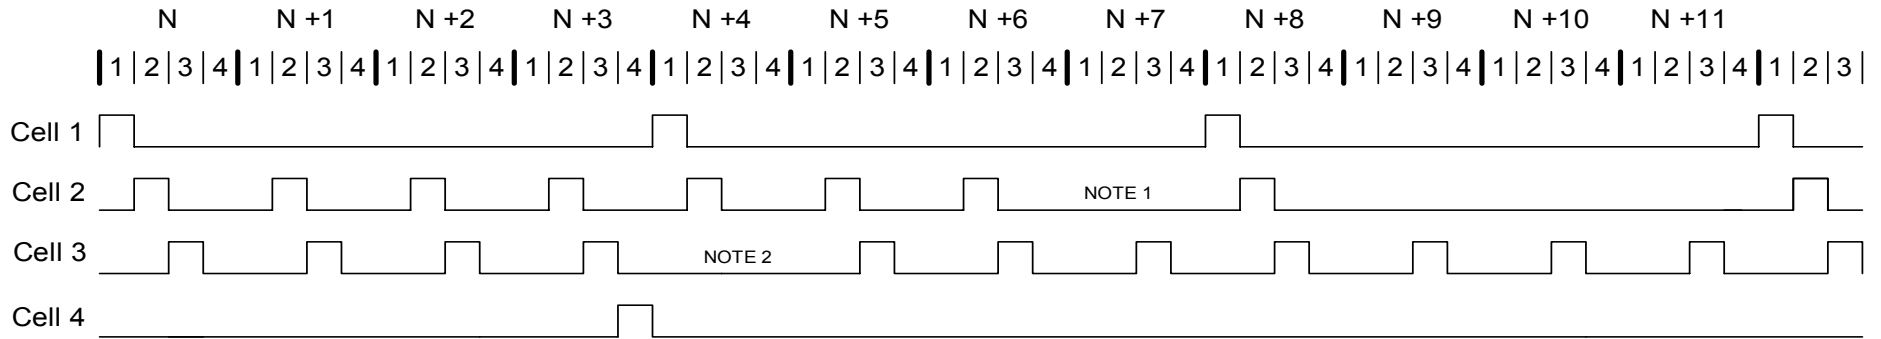 N N +1 N +2 N +3 N +4 N +5 N +6 N +7 N +8 N +9 N +10 N +11
1 2 3 4 1 2 3 4 1 2 3 4 1 2 3 4 1 2 3 4 1 2 3 4 1 2 3 4 1 2 3 4 1 2 3 4 1 2 3 4 1 2 3 4 1 2 3 4 1 2 3
Cell 1
Cell 2 NOTE 1
Cell 3 NOTE 2
Cell 4